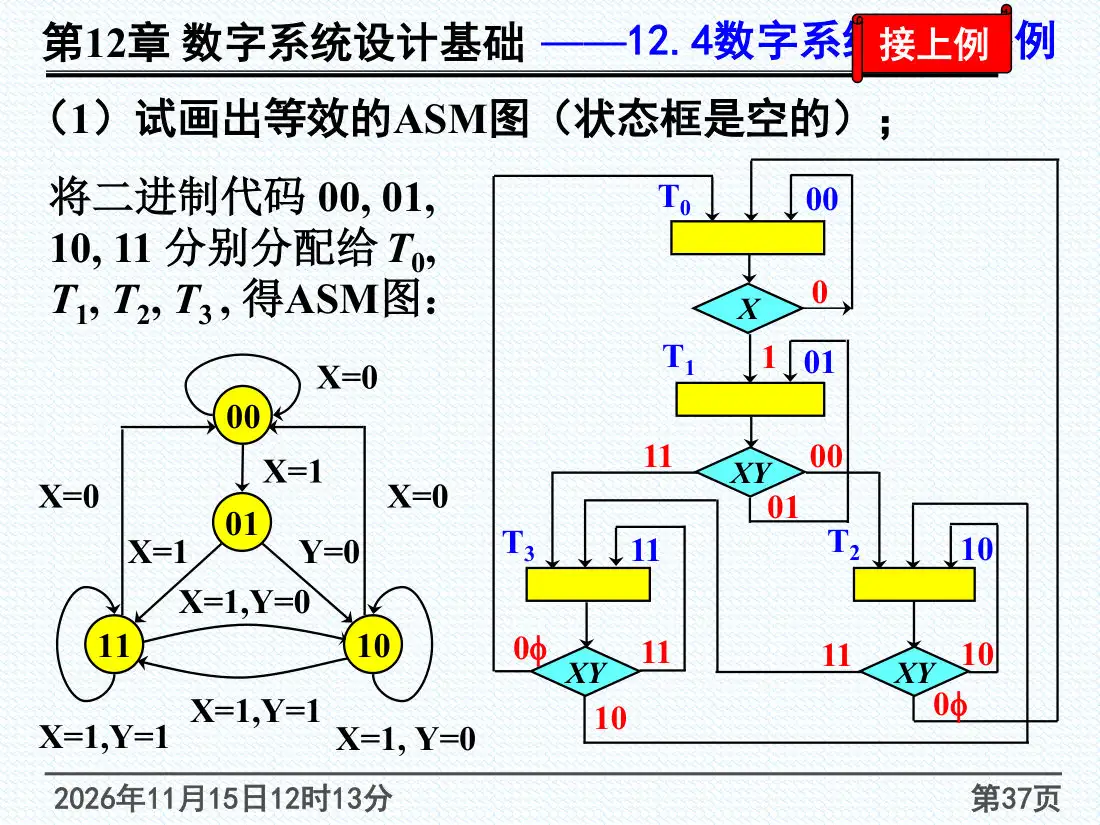 第12章 数字系统设计基础 ——12.4数字系 例
接上例
（1）试画出等效的ASM图（状态框是空的）；
将二进制代码 00, 01,
10, 11 分别分配给 T0,
T1, T2, T3 , 得ASM图：
T0 00
X 0
1
T1 01
11 XY 00
01
T3 11 T2 10
0ϕ XY 11
10
11 XY 10
0ϕ
X=0
00
X=1
X=0 X=0
01
X=1 Y=0
X=1,Y=0
11 10
X=1,Y=1
X=1,Y=1 X=1, Y=0
2026年11月15日12时13分 第37页